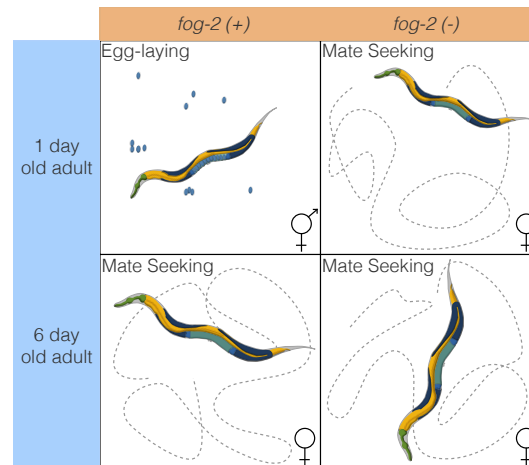 fog-2 (+)
fog-2 (-)
1 day
old adult
Egg-laying
Mate Seeking
6 day
old adult
Mate Seeking
Mate Seeking